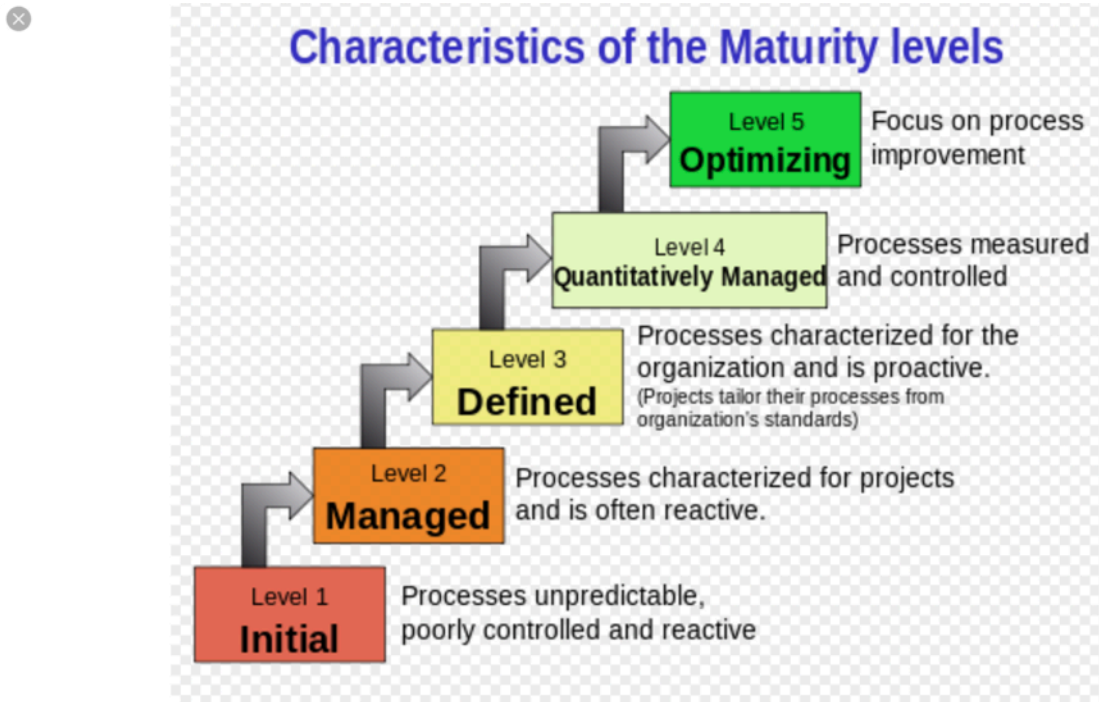 Characteristics of the Maturity levels
Level 5
Optimizing
Focus on process
improvement
Level 4
Quantitatively Managed
Processes measured
and controlled
Level 3
Defined
Processes characterized for the
organization and is proactive.
(Projects tailor their processes from
organization's standards)
Level 2
Managed
Processes characterized for projects
and is often reactive.
Level 1
Initial
Processes unpredictable,
poorly controlled and reactive